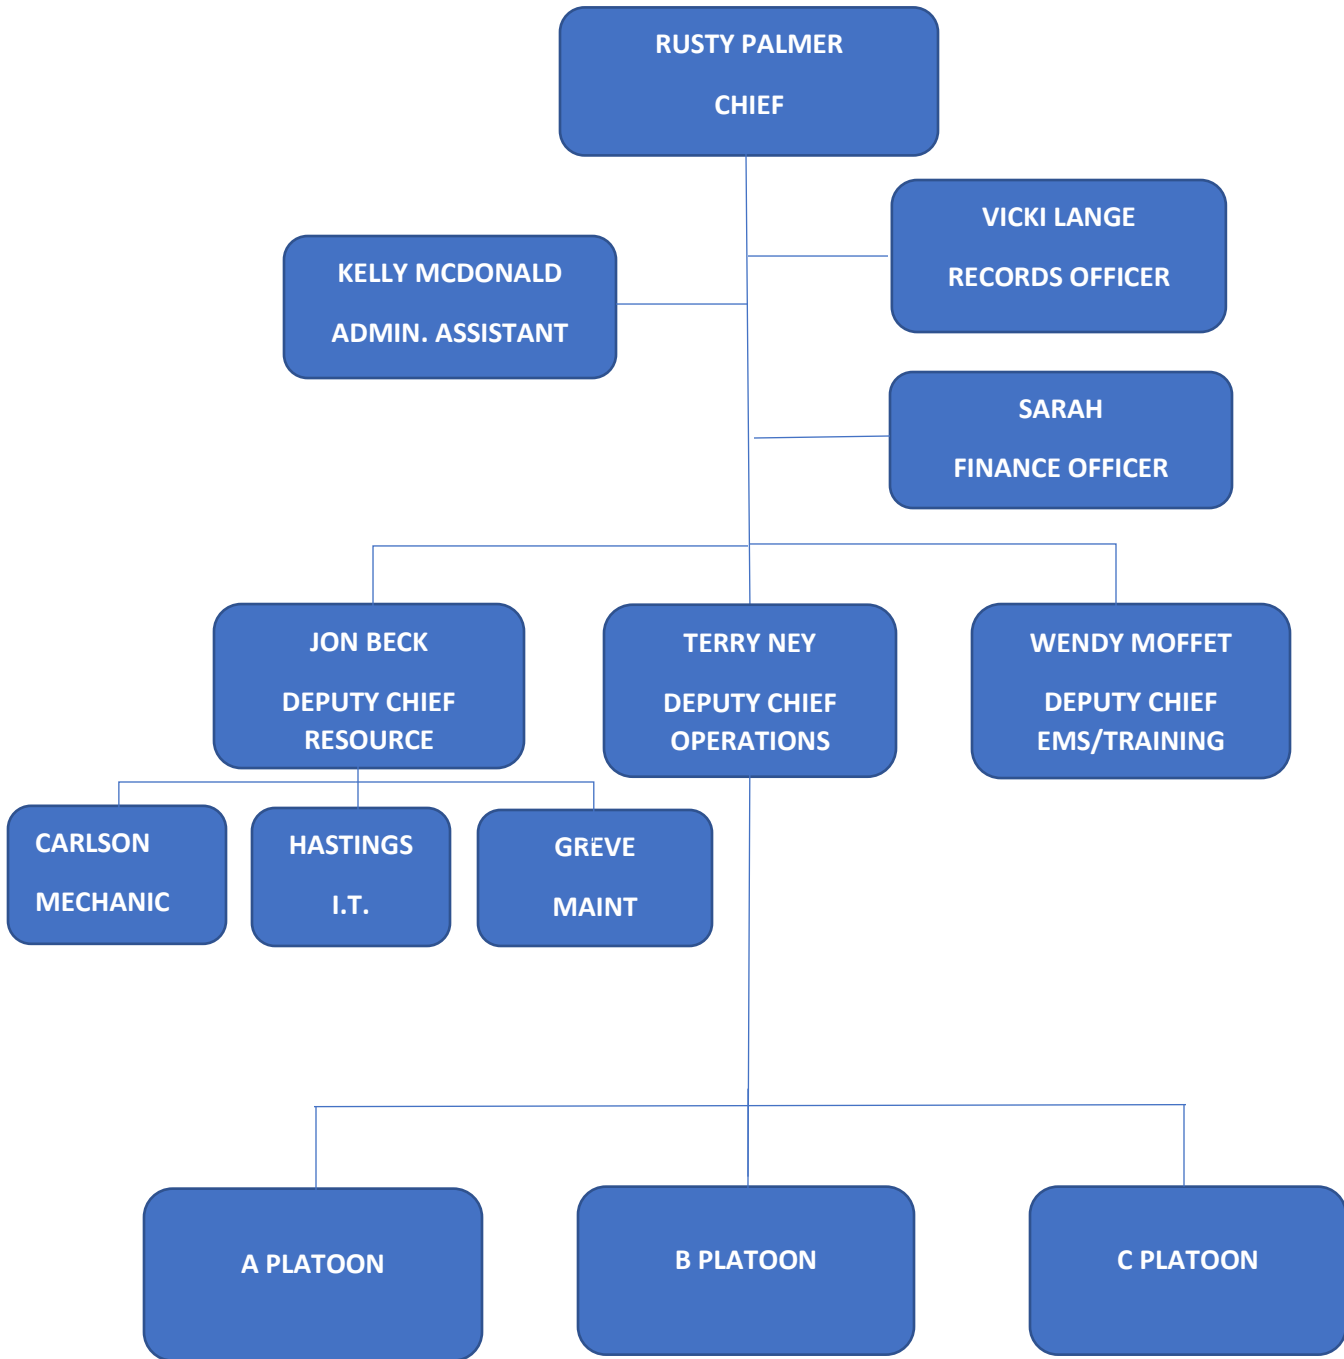 RUSTY PALMER
CHIEF
VICKI LANGE
RECORDS OFFICER
KELLY MCDONALD
ADMIN. ASSISTANT
SARAH
FINANCE OFFICER
JON BECK
DEPUTY CHIEF
RESOURCE
TERRY NEY
DEPUTY CHIEF
OPERATIONS
WENDY MOFFET
DEPUTY CHIEF
EMS/TRAINING
CARLSON
MECHANIC
HASTINGS
I.T.
GREVE
MAINT
A PLATOON
B PLATOON
C PLATOON